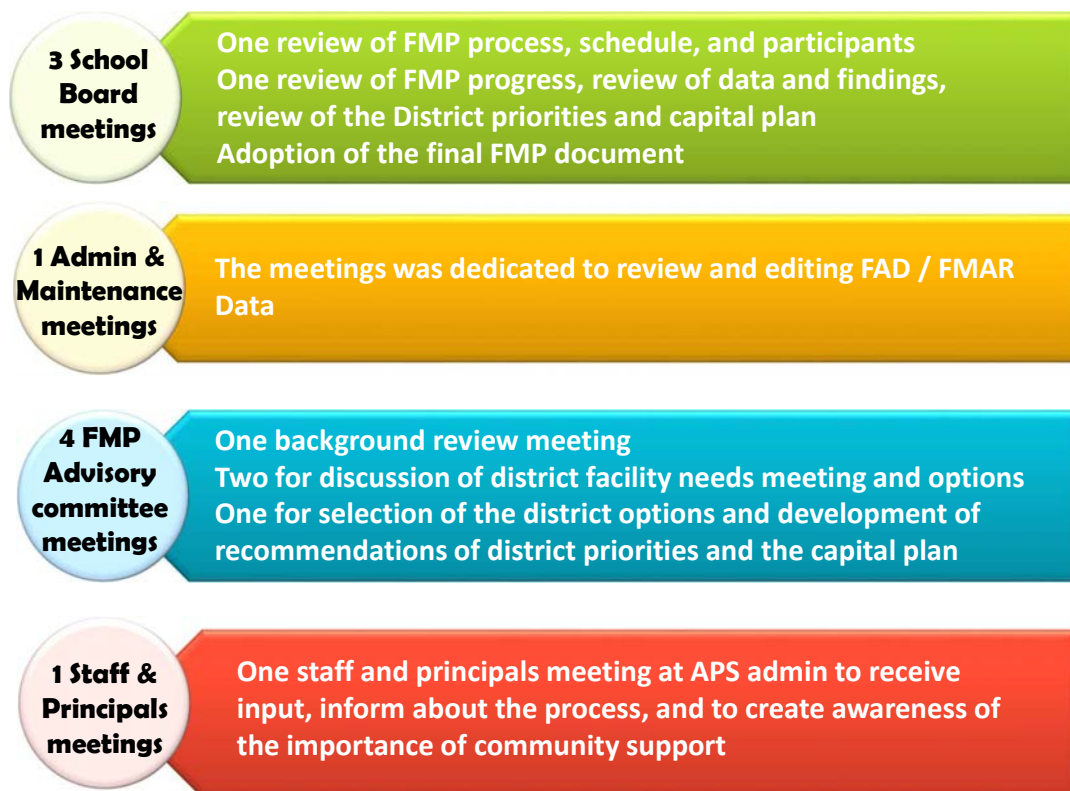 3 School
Board
meetings
One review of FMP process, schedule, and participants
One review of FMP progress, review of data and findings,
review of the District priorities and capital plan
Adoption of the final FMP document
1 Admin &
Maintenance
meetings
The meetings was dedicated to review and editing FAD / FMAR
Data
4 FMP
Advisory
committee
meetings
One background review meeting
Two for discussion of district facility needs meeting and options
One for selection of the district options and development of
recommendations of district priorities and the capital plan
1 Staff &
Principals
meetings
One staff and principals meeting at APS admin to receive
input, inform about the process, and to create awareness of
the importance of community support